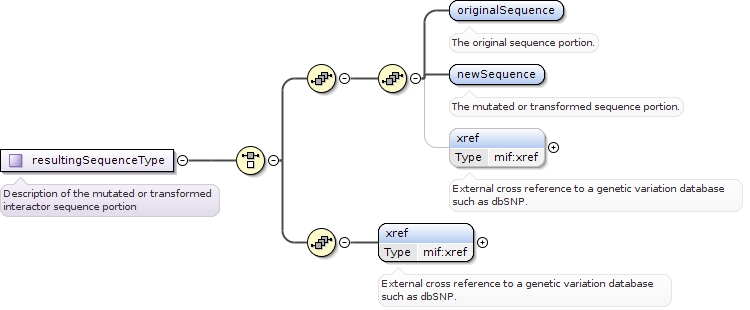 originalSequence
The original sequence portion.
newSequence
The mutated or transformed sequence portion.
xref
Type mif:xref
External cross reference to a genetic variation database
such as dbSNP.
resultingSequenceType
Description of the mutated or transformed
interactor sequence portion
xref
Type mif:xref
External cross reference to a genetic variation database
such as dbSNP.